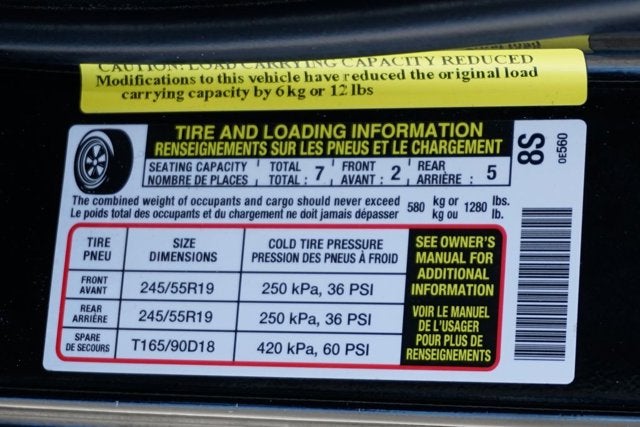 CAUTION: LOAD CARRYING CAPACITY REDUCED
Modifications to this vehicle have reduced the original load
carrying capacity by 6 kg or 12 lbs
TIRE AND LOADING INFORMATION
RENSEIGNEMENTS SUR LES PNEUS ET LE CHARGEMENT
8S
0E560
SEATING CAPACITY TOTAL 7 FRONT 2 REAR 5
NOMBRE DE PLACES TOTAL : AVANT : ARRIÈRE :
The combined weight of occupants and cargo should never exceed 580 kg or 1280 lbs.
Le poids total des occupants et du chargement ne doit jamais dépasser kg ou lb.
TIRE SIZE COLD TIRE PRESSURE
PNEU DIMENSIONS PRESSION DES PNEUS À FROID
FRONT
AVANT 245/55R19 250 kPa, 36 PSI
REAR
ARRIÈRE 245/55R19 250 kPa, 36 PSI
SPARE
DE SECOURS T165/90D18 420 kPa, 60 PSI
SEE OWNER'S
MANUAL FOR
ADDITIONAL
INFORMATION
VOIR LE MANUEL
DE L'USAGER
POUR PLUS DE
RENSEIGNEMENTS